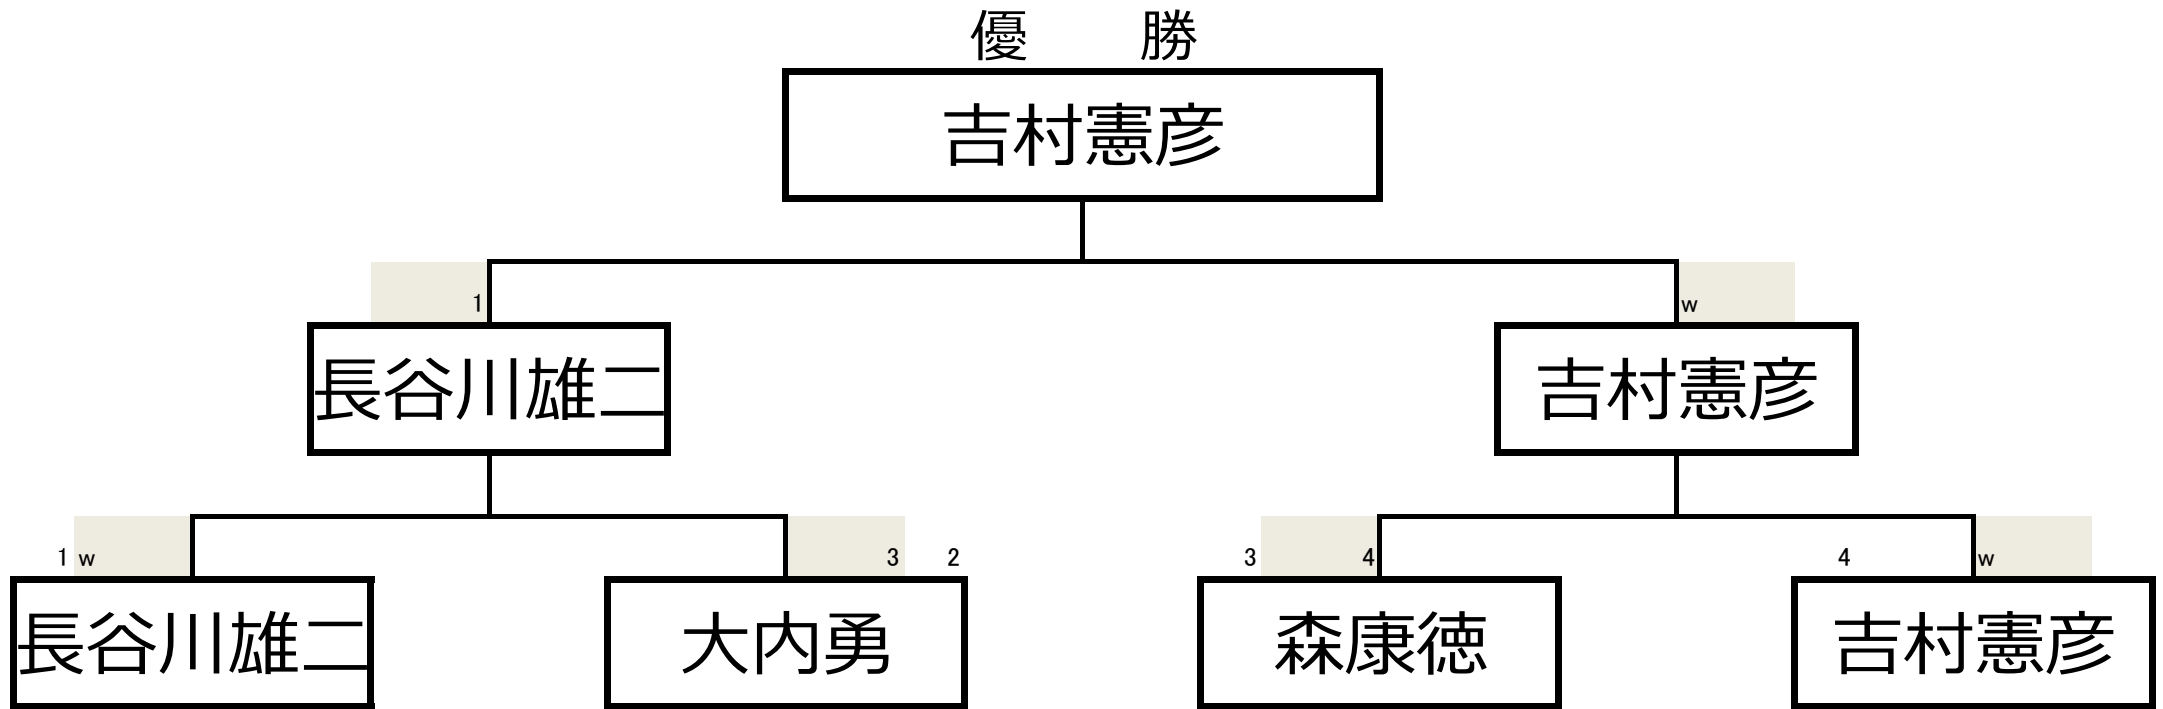 優 勝
吉村憲彦
1 w
長谷川雄二 吉村憲彦
1 w 3 2 3 4 4 w
長谷川雄二 大内勇 森康徳 吉村憲彦